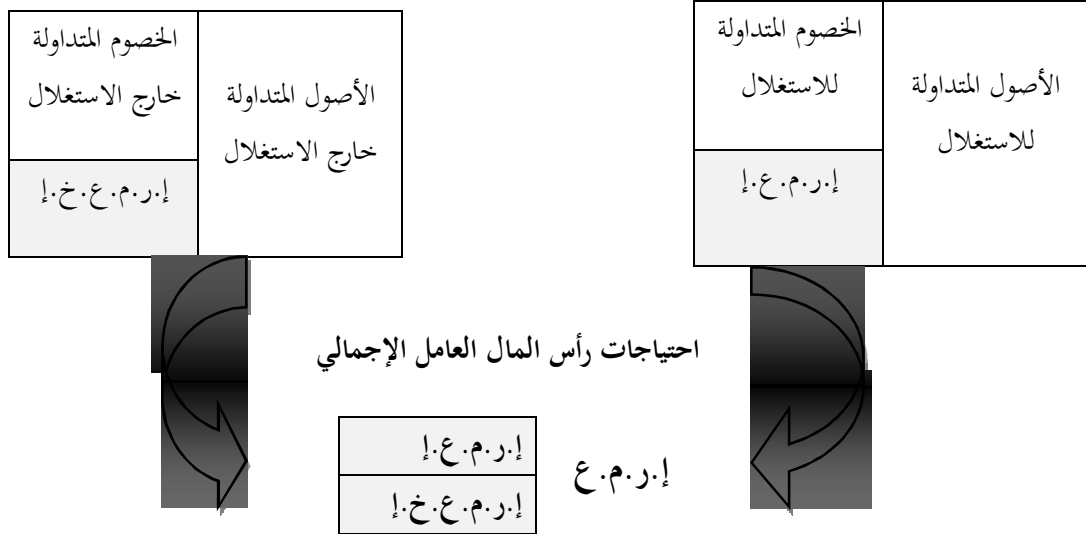 الأصول المتداولة
للاستغلال
الخصوم المتداولة
للاستغلال
إ.ر.م.ع.إ
الأصول المتداولة
خارج الاستغلال
الخصوم المتداولة
خارج الاستغلال
إ.ر.م.ع.خ.إ
احتياجات رأس المال العامل الإجمالي
إ.ر.م.ع
إ.ر.م.ع.إ
إ.ر.م.ع.خ.إ